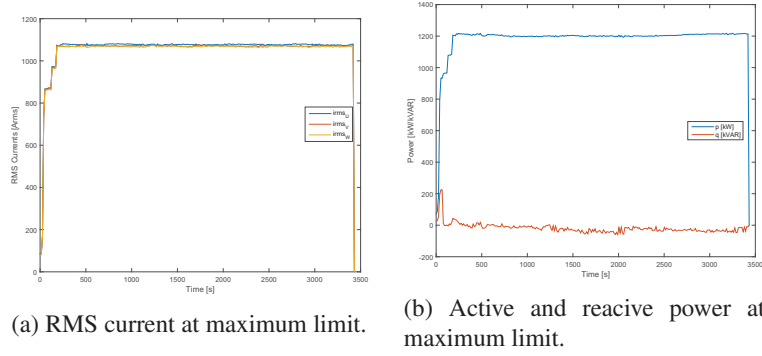 1200
1000
800
600
400
200
0
RMS Currents [Arms]
irms_U
irms_V
irms_W
0 500 1000 1500 2000 2500 3000 3500
Time [s]
(a) RMS current at maximum limit.
1400
1200
1000
800
600
400
200
0
-200
Power [kW/kVAR]
p [kW]
q [kVAR]
0 500 1000 1500 2000 2500 3000 3500
Time [s]
(b) Active and reacive power at
maximum limit.